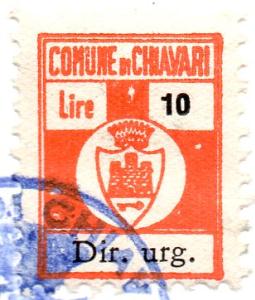 COMUNE DI CHIAVARI
Lire 10
Dir. urg.